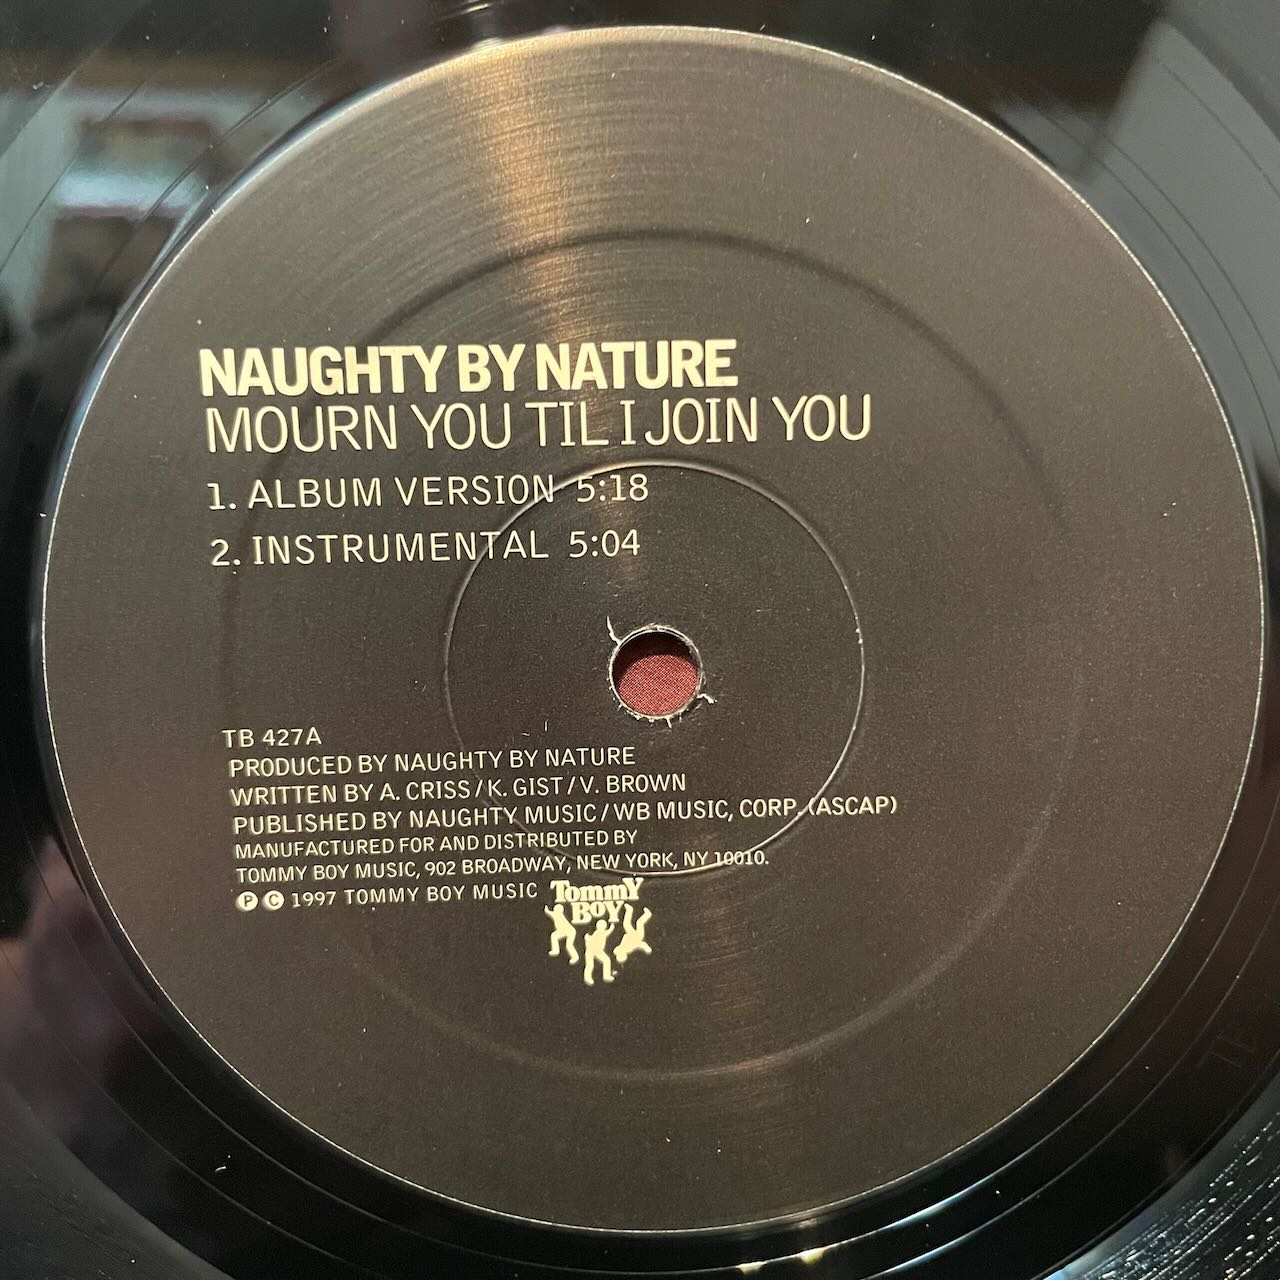 NAUGHTY BY NATURE
MOURN YOU TIL I JOIN YOU
1. ALBUM VERSION 5:18
2. INSTRUMENTAL 5:04
TB 427A
PRODUCED BY NAUGHTY BY NATURE
WRITTEN BY A. CRISS / K. GIST / V. BROWN
PUBLISHED BY NAUGHTY MUSIC / WB MUSIC, CORP. (ASCAP)
MANUFACTURED FOR AND DISTRIBUTED BY
TOMMY BOY MUSIC, 902 BROADWAY, NEW YORK, NY 10010.
Ⓟ Ⓒ 1997 TOMMY BOY MUSIC
Tommy
Boy